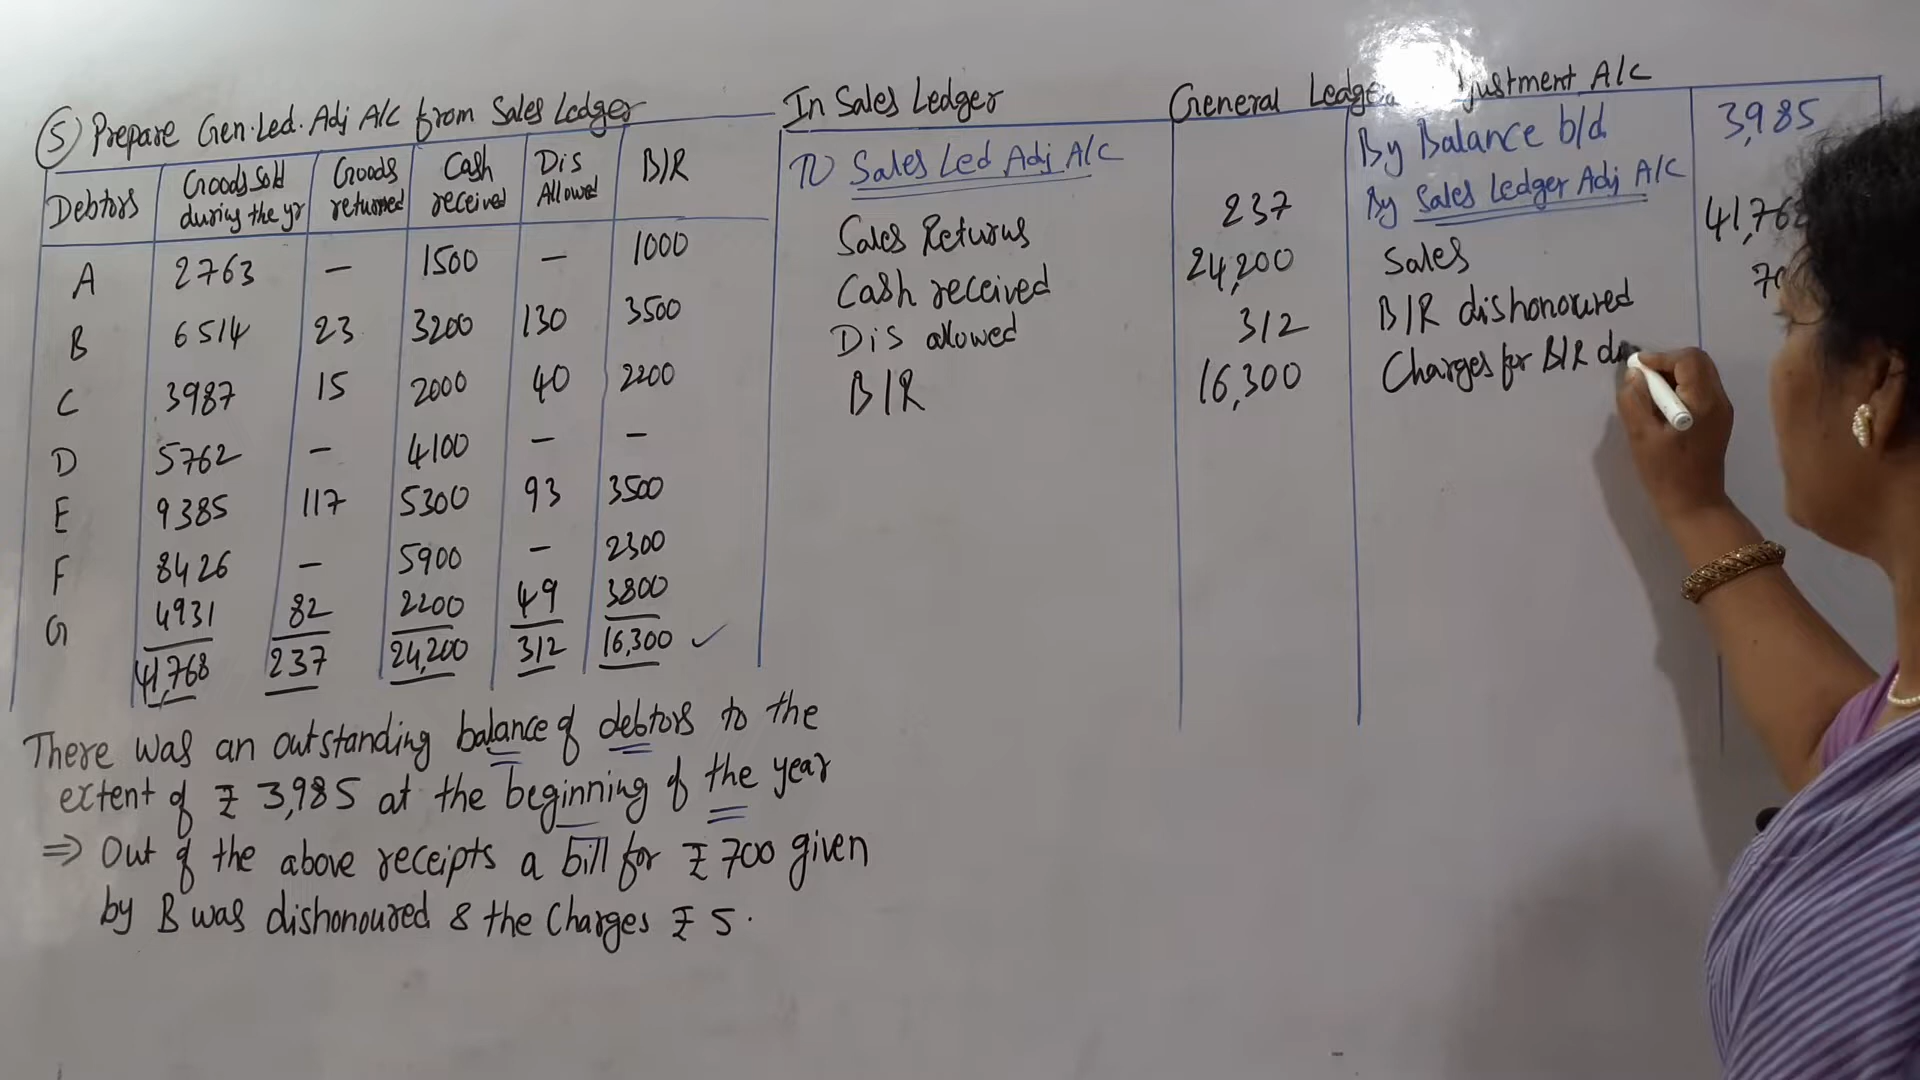 (5) Prepare Gen.Led.Adj A/C from Sales Ledger
Debtors | Goods sold during the yr | Goods returned | Cash received | Dis Allowed | B/R
A | 2763 | — | 1500 | — | 1000
B | 6514 | 23 | 3200 | 130 | 3500
C | 3987 | 15 | 2000 | 40 | 2200
D | 5762 | — | 4100 | — | —
E | 9385 | 117 | 5300 | 93 | 3500
F | 8426 | — | 5900 | — | 2300
G | 4931 | 82 | 2200 | 49 | 3800
41,768 | 237 | 24,200 | 312 | 16,300 ✓
There was an outstanding balance of debtors to the
extent of ₹ 3,985 at the beginning of the year
⇒ Out of the above receipts a bill for ₹ 700 given
by B was dishonoured & the Charges ₹ 5.
In Sales Ledger General Ledge justment A/C
To Sales Led Adj A/C
Sales Returns 237
Cash received 24,200
Dis allowed 312
B/R 16,300
By Balance b/d. 3,985
By Sales Ledger Adj A/C
Sales 41,76
B/R dishonoured 70
Charges for B/R di